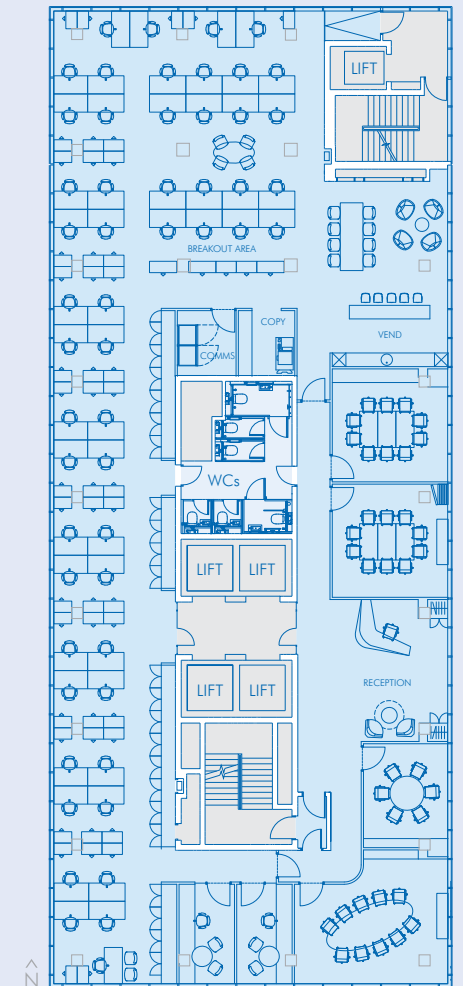 LIFT
BREAKOUT AREA
COPY
COMMS
VEND
WCs
LIFT LIFT
LIFT LIFT
RECEPTION
N